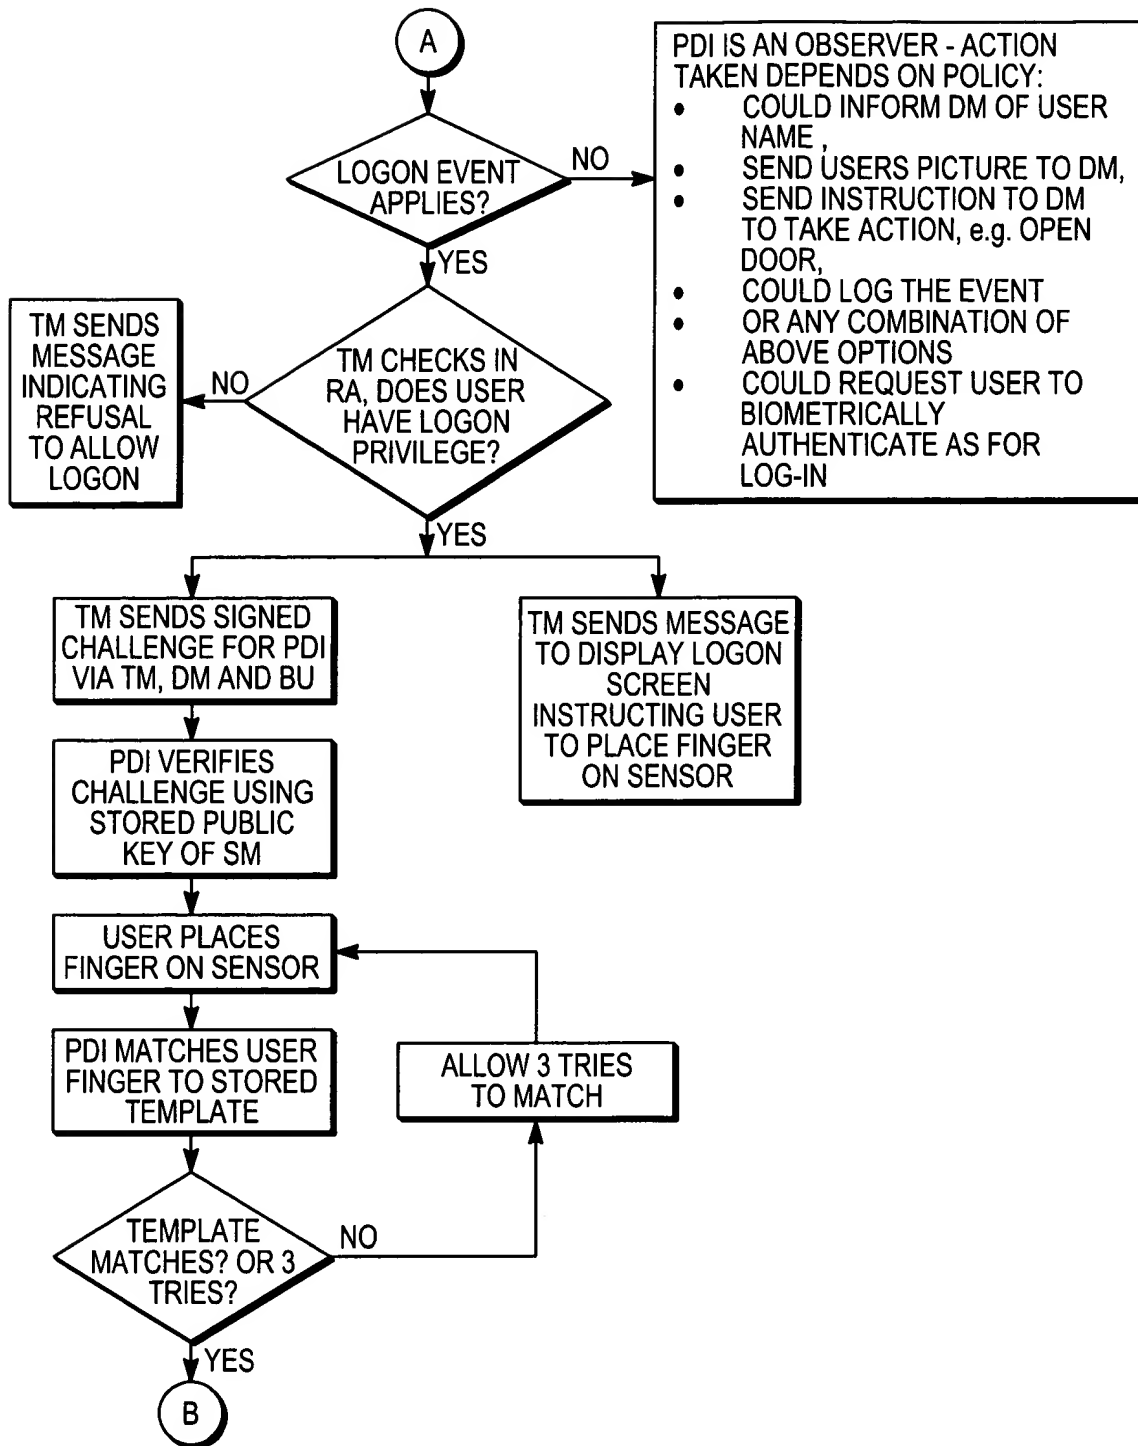 A
LOGON EVENT
APPLIES?
NO
YES
PDI IS AN OBSERVER - ACTION
TAKEN DEPENDS ON POLICY:
• COULD INFORM DM OF USER
NAME ,
• SEND USERS PICTURE TO DM,
• SEND INSTRUCTION TO DM
TO TAKE ACTION, e.g. OPEN
DOOR,
• COULD LOG THE EVENT
• OR ANY COMBINATION OF
ABOVE OPTIONS
• COULD REQUEST USER TO
BIOMETRICALLY
AUTHENTICATE AS FOR
LOG-IN
TM CHECKS IN
RA, DOES USER
HAVE LOGON
PRIVILEGE?
NO
TM SENDS
MESSAGE
INDICATING
REFUSAL
TO ALLOW
LOGON
YES
TM SENDS SIGNED
CHALLENGE FOR PDI
VIA TM, DM AND BU
TM SENDS MESSAGE
TO DISPLAY LOGON
SCREEN
INSTRUCTING USER
TO PLACE FINGER
ON SENSOR
PDI VERIFIES
CHALLENGE USING
STORED PUBLIC
KEY OF SM
USER PLACES
FINGER ON SENSOR
PDI MATCHES USER
FINGER TO STORED
TEMPLATE
ALLOW 3 TRIES
TO MATCH
TEMPLATE
MATCHES? OR 3
TRIES?
NO
YES
B